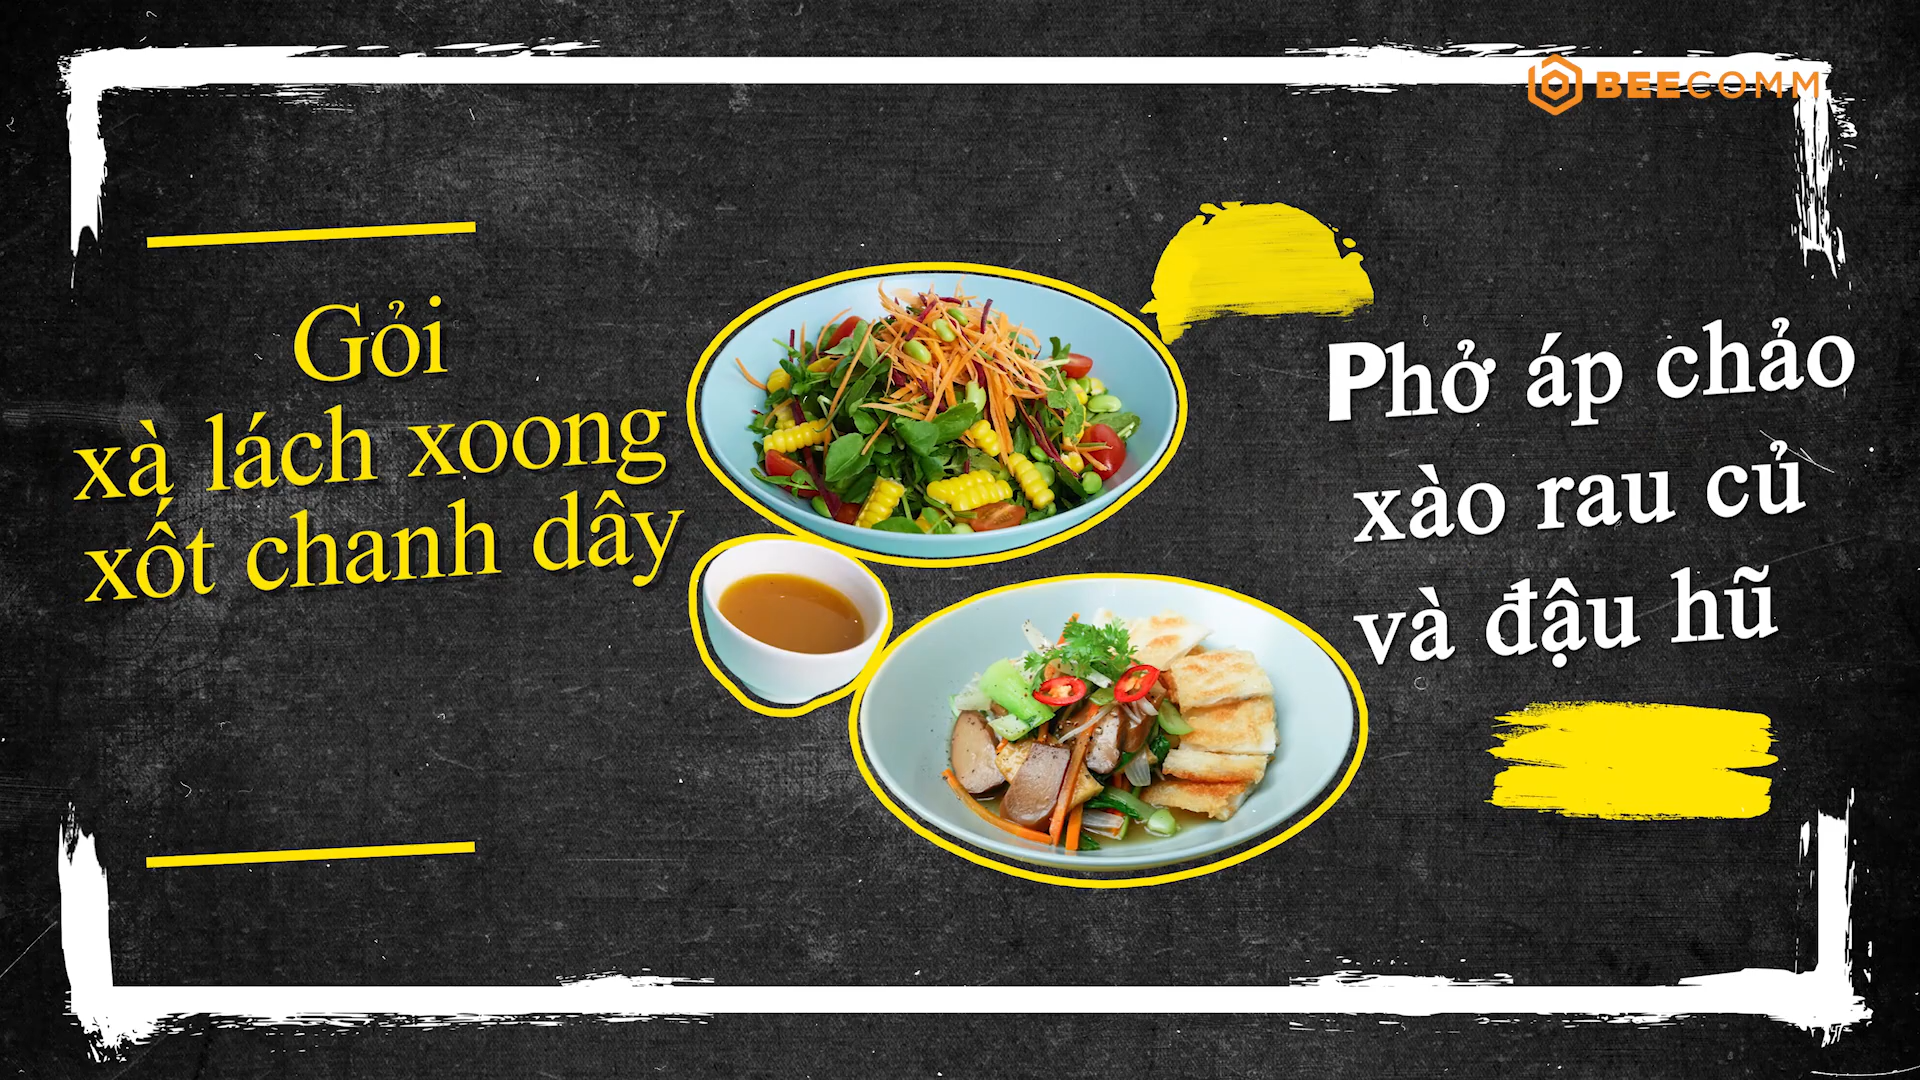 BEECOMM
Gỏi
xà lách xoong
xốt chanh dây
Phở áp chảo
xào rau củ
và đậu hũ